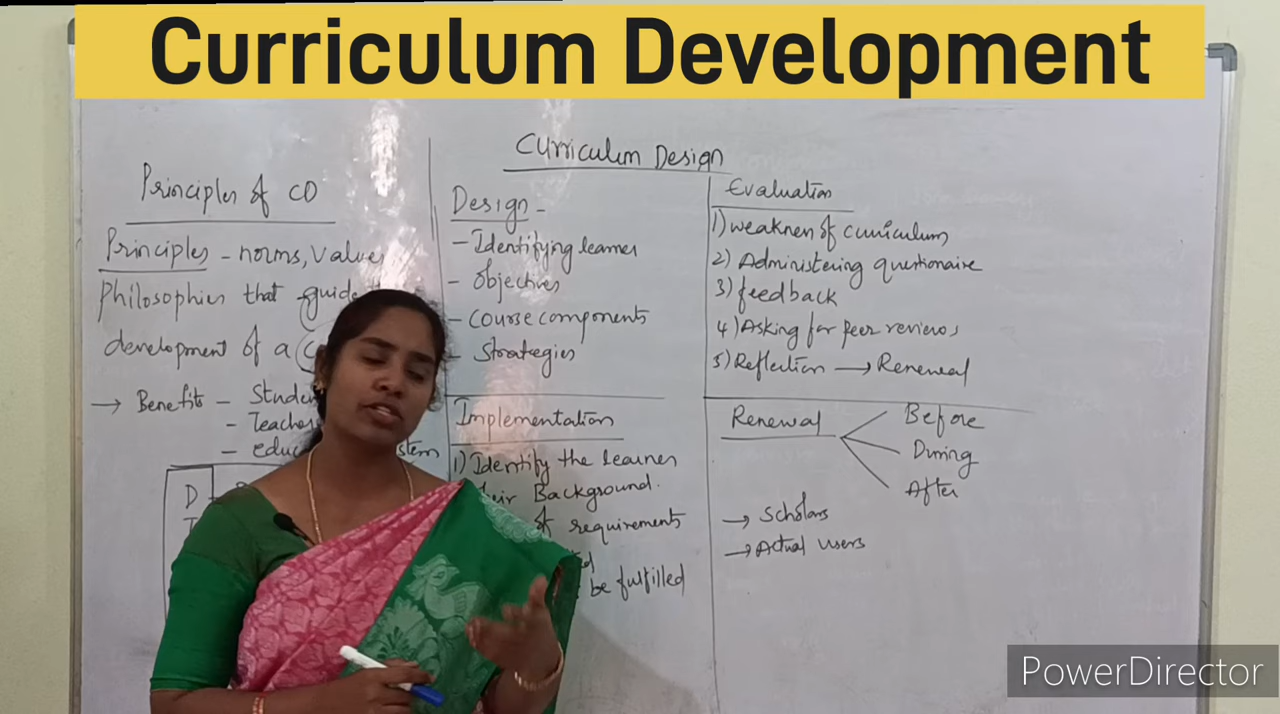 Curriculum Development
Curriculum Design
Principles of CD
Principles - norms, Values
Philosophies that guide
development of a
→ Benefits - Studen
- Teache
- educ stem
D
Design -
- Identifying learner
- Objectives
- Course components
- Strategies
Implementation
1) Identify the learner
their Background.
of requirements
be fulfilled
Evaluation
1) weaknes of curriculum
2) Administering questionaire
3) feedback
4) Asking for peer reviews
5) Reflection → Renewal
Renewal
Before
During
After
→ Scholars
→ Actual users
PowerDirector